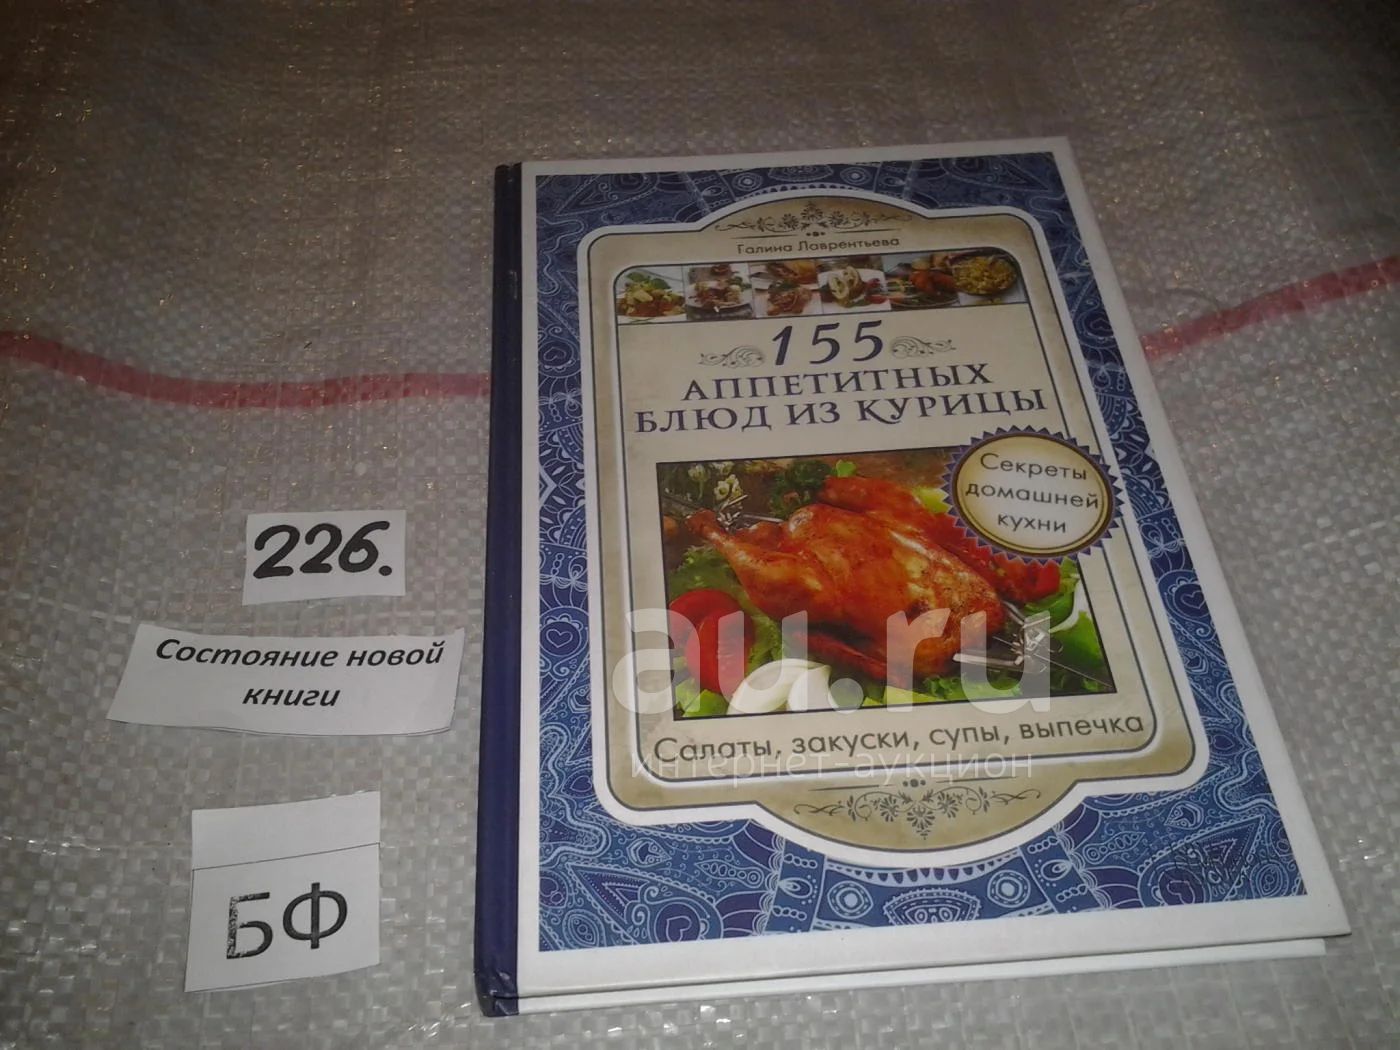 Галина Лаврентьева
155
АППЕТИТНЫХ
БЛЮД ИЗ КУРИЦЫ
Секреты
домашней
кухни
Салаты, закуски, супы, выпечка
226.
Состояние новой
книги
БФ
au.ru
интернет-аукцион